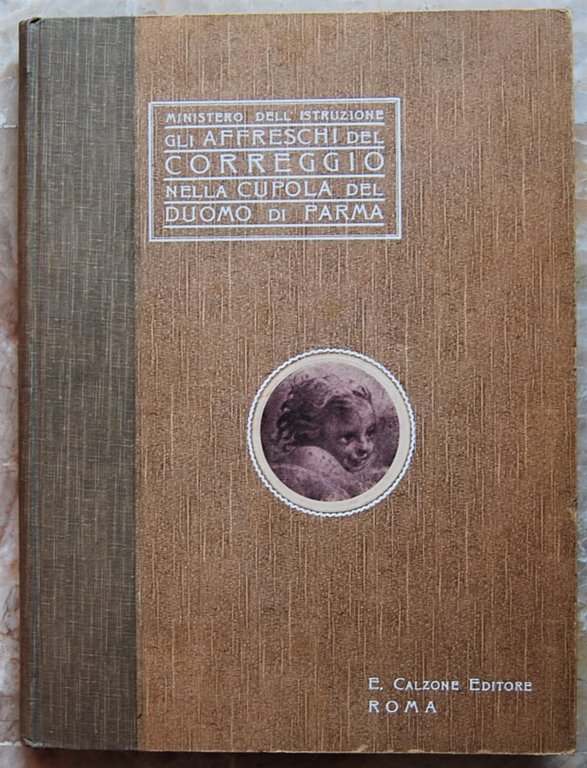 MINISTERO DELL'ISTRUZIONE
GLI AFFRESCHI DEL
CORREGGIO
NELLA CUPOLA DEL
DUOMO DI PARMA
E. CALZONE EDITORE
ROMA